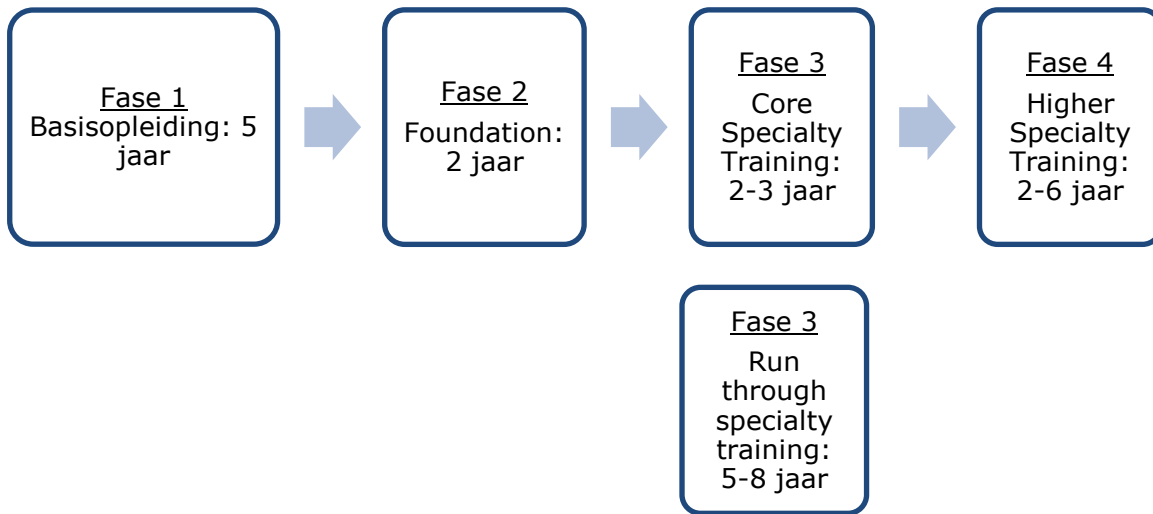 Fase 1
Basisopleiding: 5
jaar
Fase 2
Foundation:
2 jaar
Fase 3
Core
Specialty
Training:
2-3 jaar
Fase 4
Higher
Specialty
Training:
2-6 jaar
Fase 3
Run
through
specialty
training:
5-8 jaar